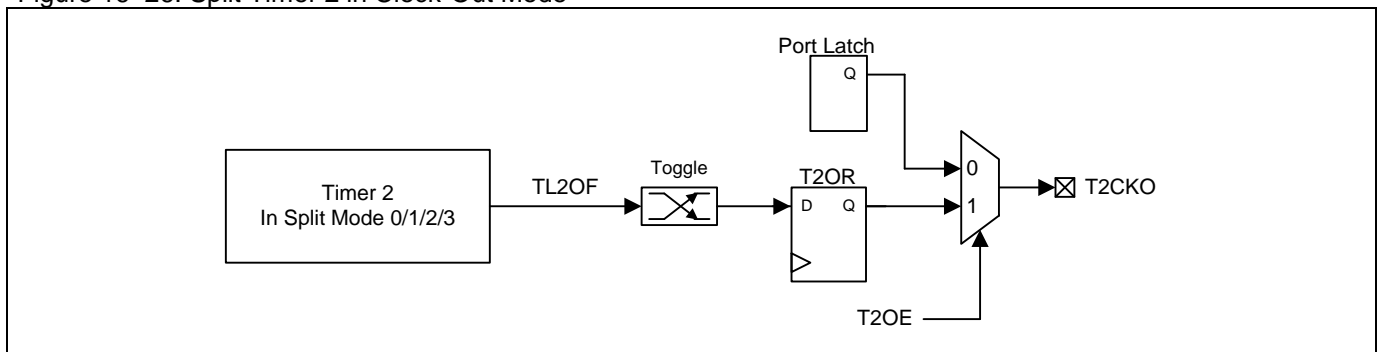 Port Latch
Q
Toggle
T2OR
0
Timer 2
In Split Mode 0/1/2/3
TL2OF
D Q
1
T2CKO
T2OE